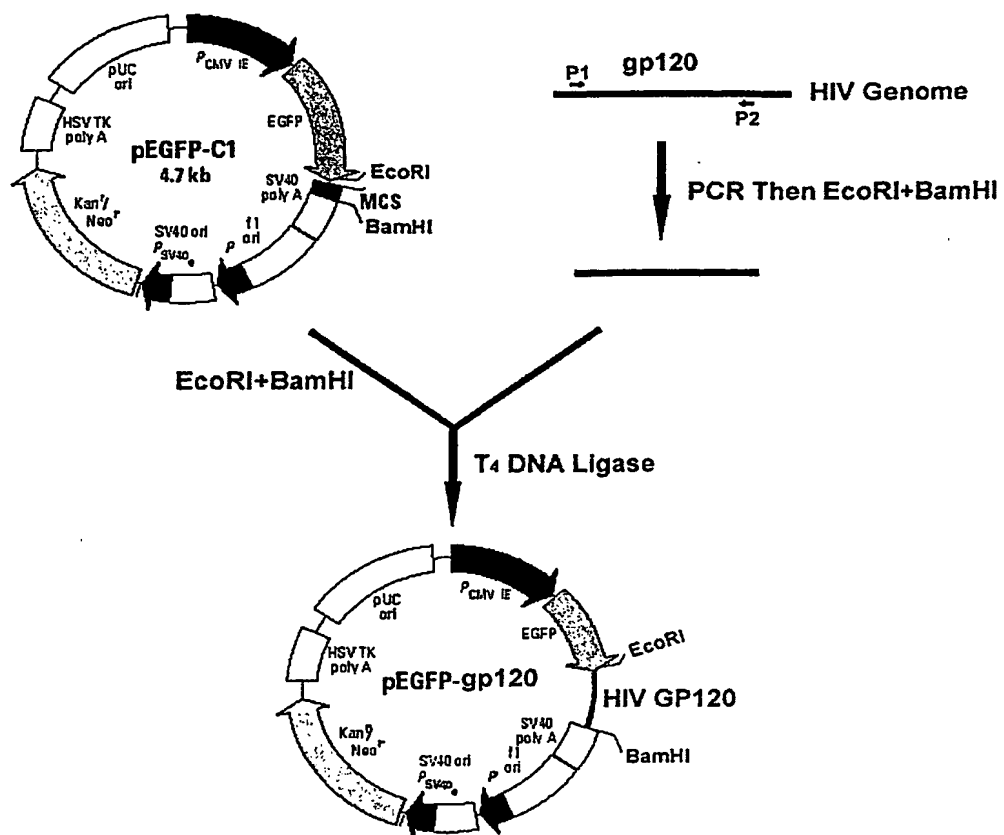 pUC
ori
P CMV IE
HSV TK
poly A
EGFP
pEGFP-C1
4.7 kb
EcoRI
SV40
poly A
MCS
BamHI
Kanʳ/
Neoʳ
SV40 ori
P SV40 e
f1
ori
P
P1
gp120
HIV Genome
P2
PCR Then EcoRI+BamHI
EcoRI+BamHI
T4 DNA Ligase
pUC
ori
P CMV IE
HSV TK
poly A
EGFP
EcoRI
pEGFP-gp120
HIV GP120
SV40
poly A
BamHI
Neoʳ
SV40 ori
P SV40 e
f1
ori
P